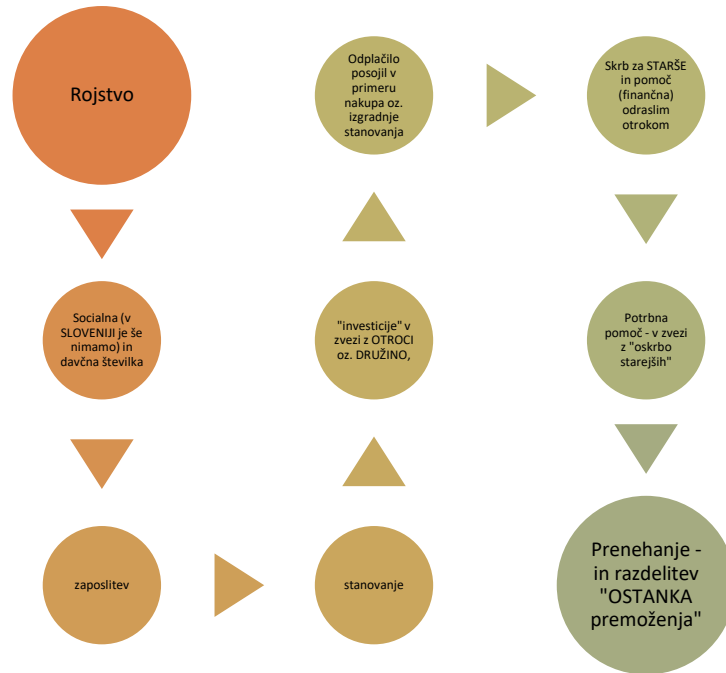 Rojstvo
Socialna (v
SLOVENIJI je še
nimamo) in
davčna številka
zaposlitev
stanovanje
"investicije" v
zvezi z OTROCI
oz. DRUŽINO,
Odplačilo
posojil v
primeru
nakupa oz.
izgradnje
stanovanja
Skrb za STARŠE
in pomoč
(finančna)
odraslim
otrokom
Potrbna
pomoč - v zvezi
z "oskrbo
starejših"
Prenehanje -
in razdelitev
"OSTANKA
premoženja"